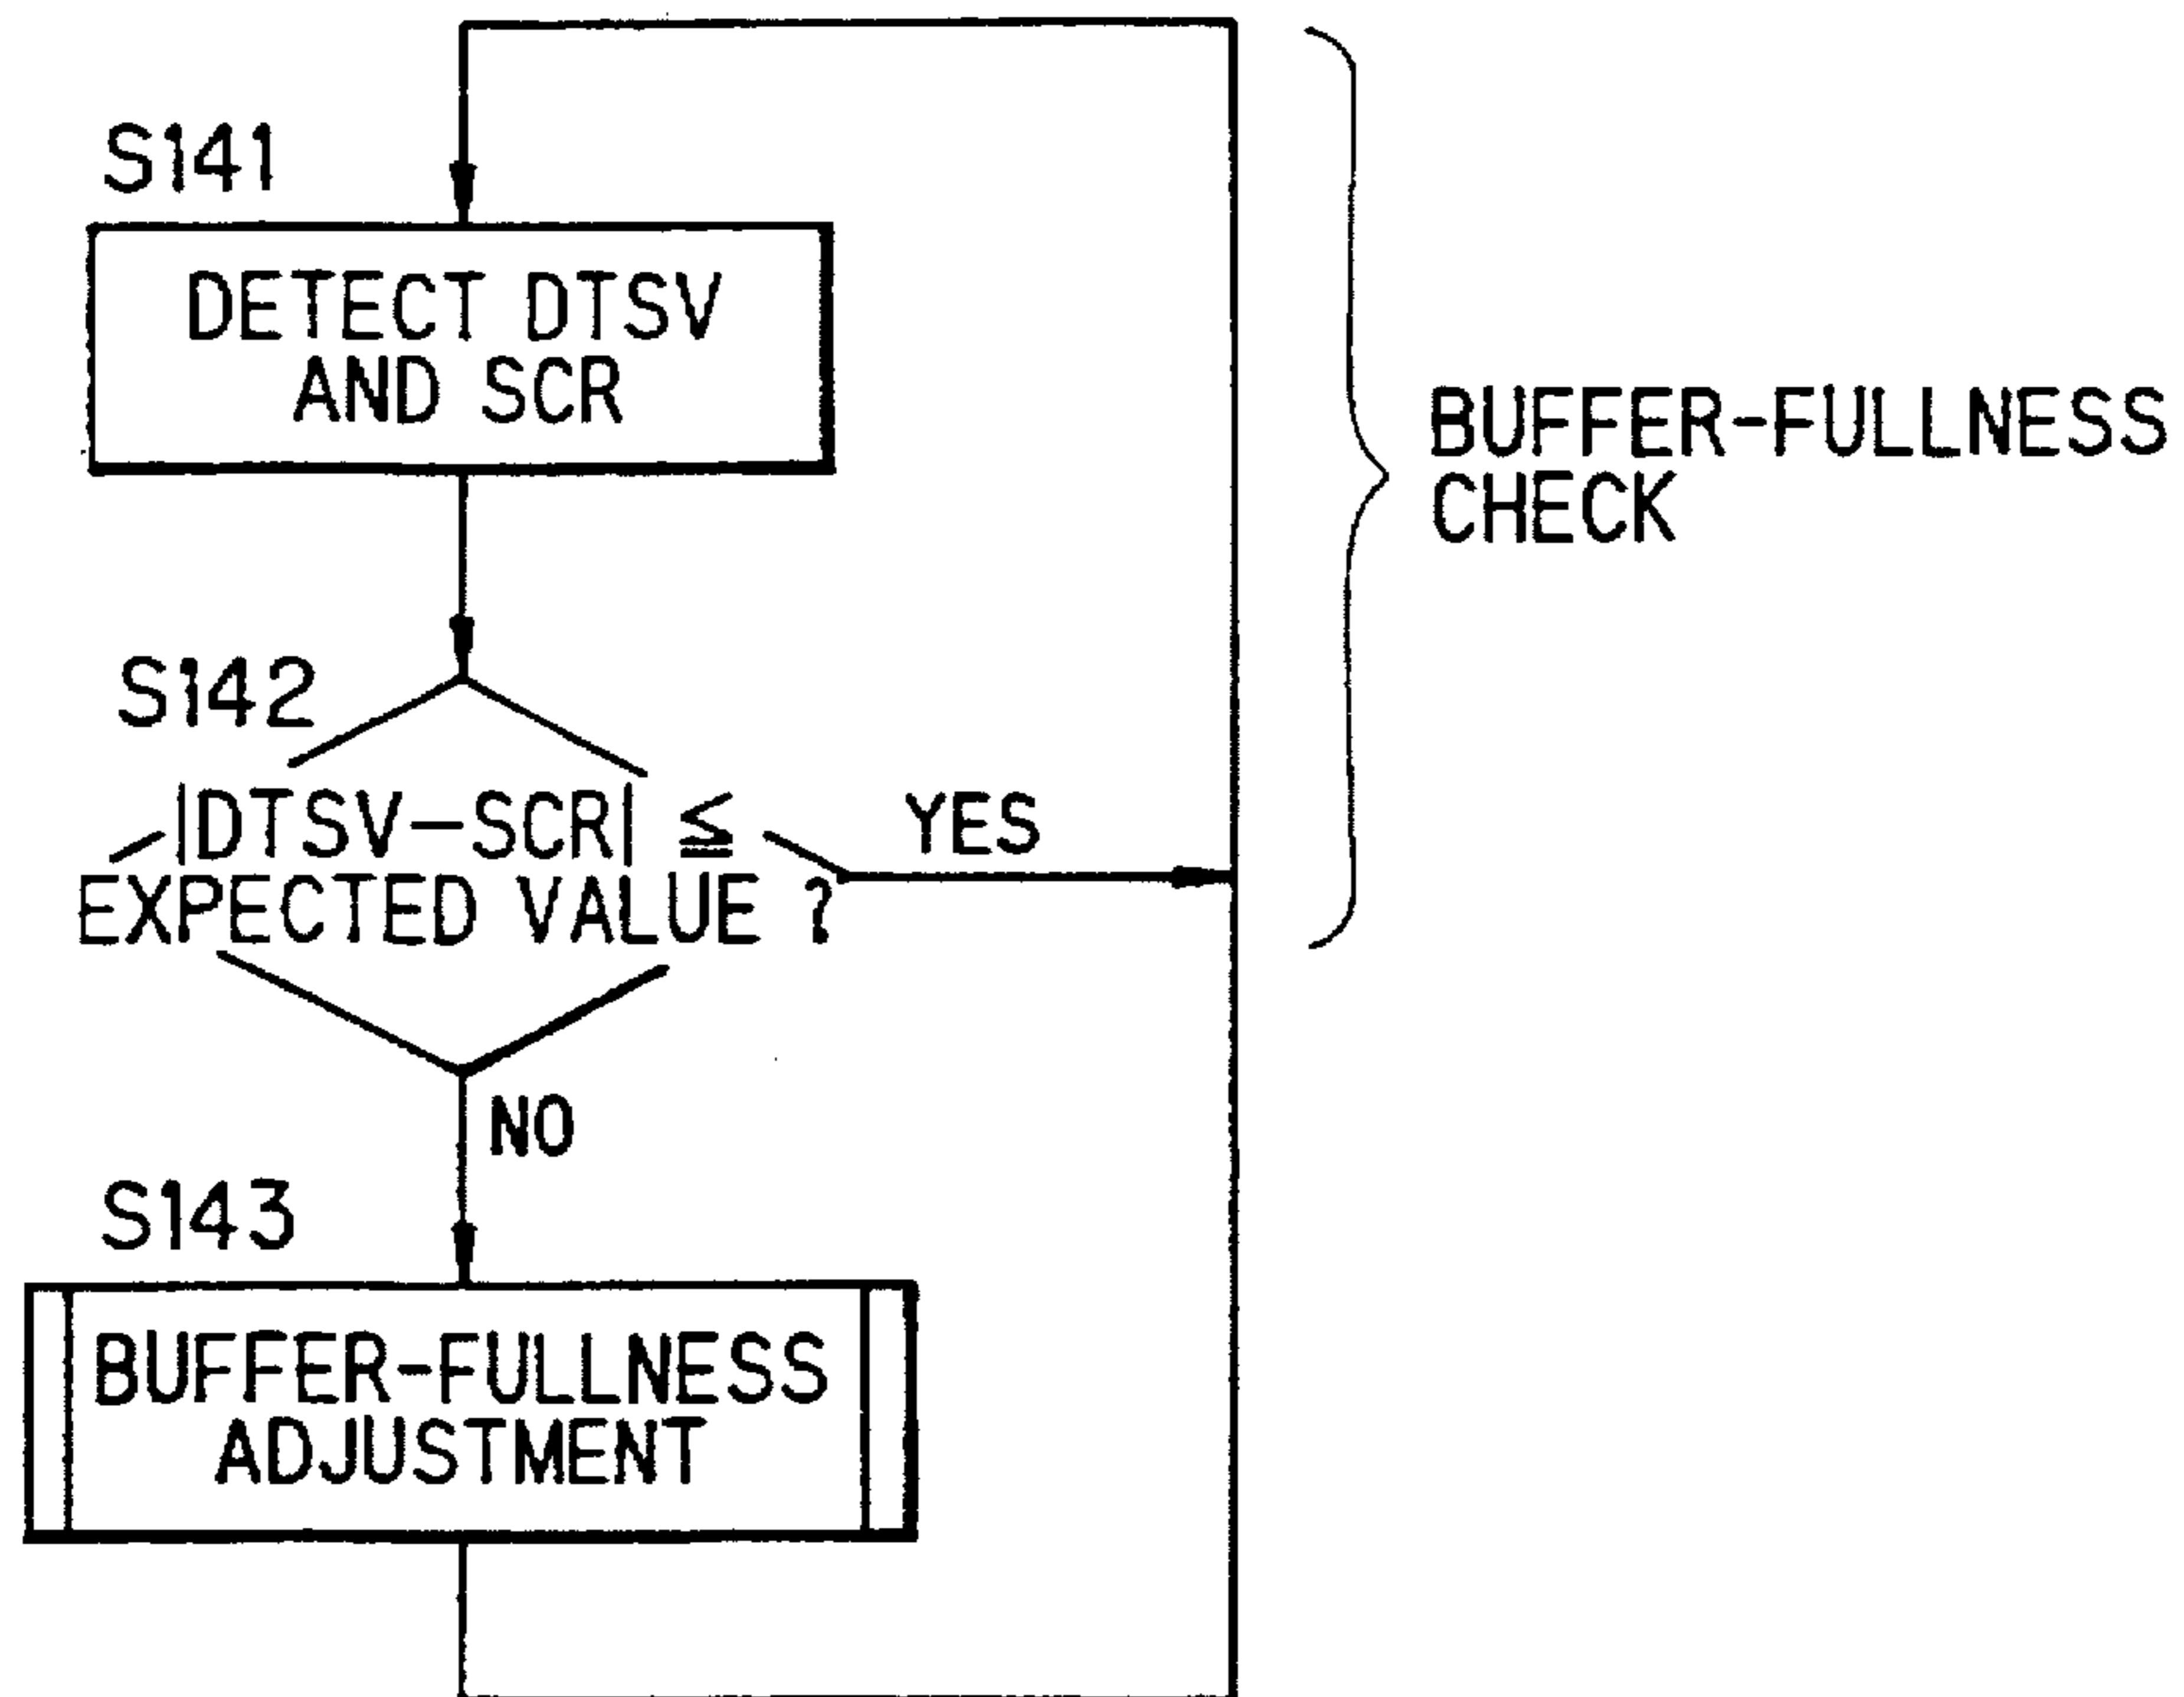 S141
DETECT DTSV
AND SCR
BUFFER-FULLNESS
CHECK
S142
|DTSV-SCR| ≦
EXPECTED VALUE ?
YES
NO
S143
BUFFER-FULLNESS
ADJUSTMENT